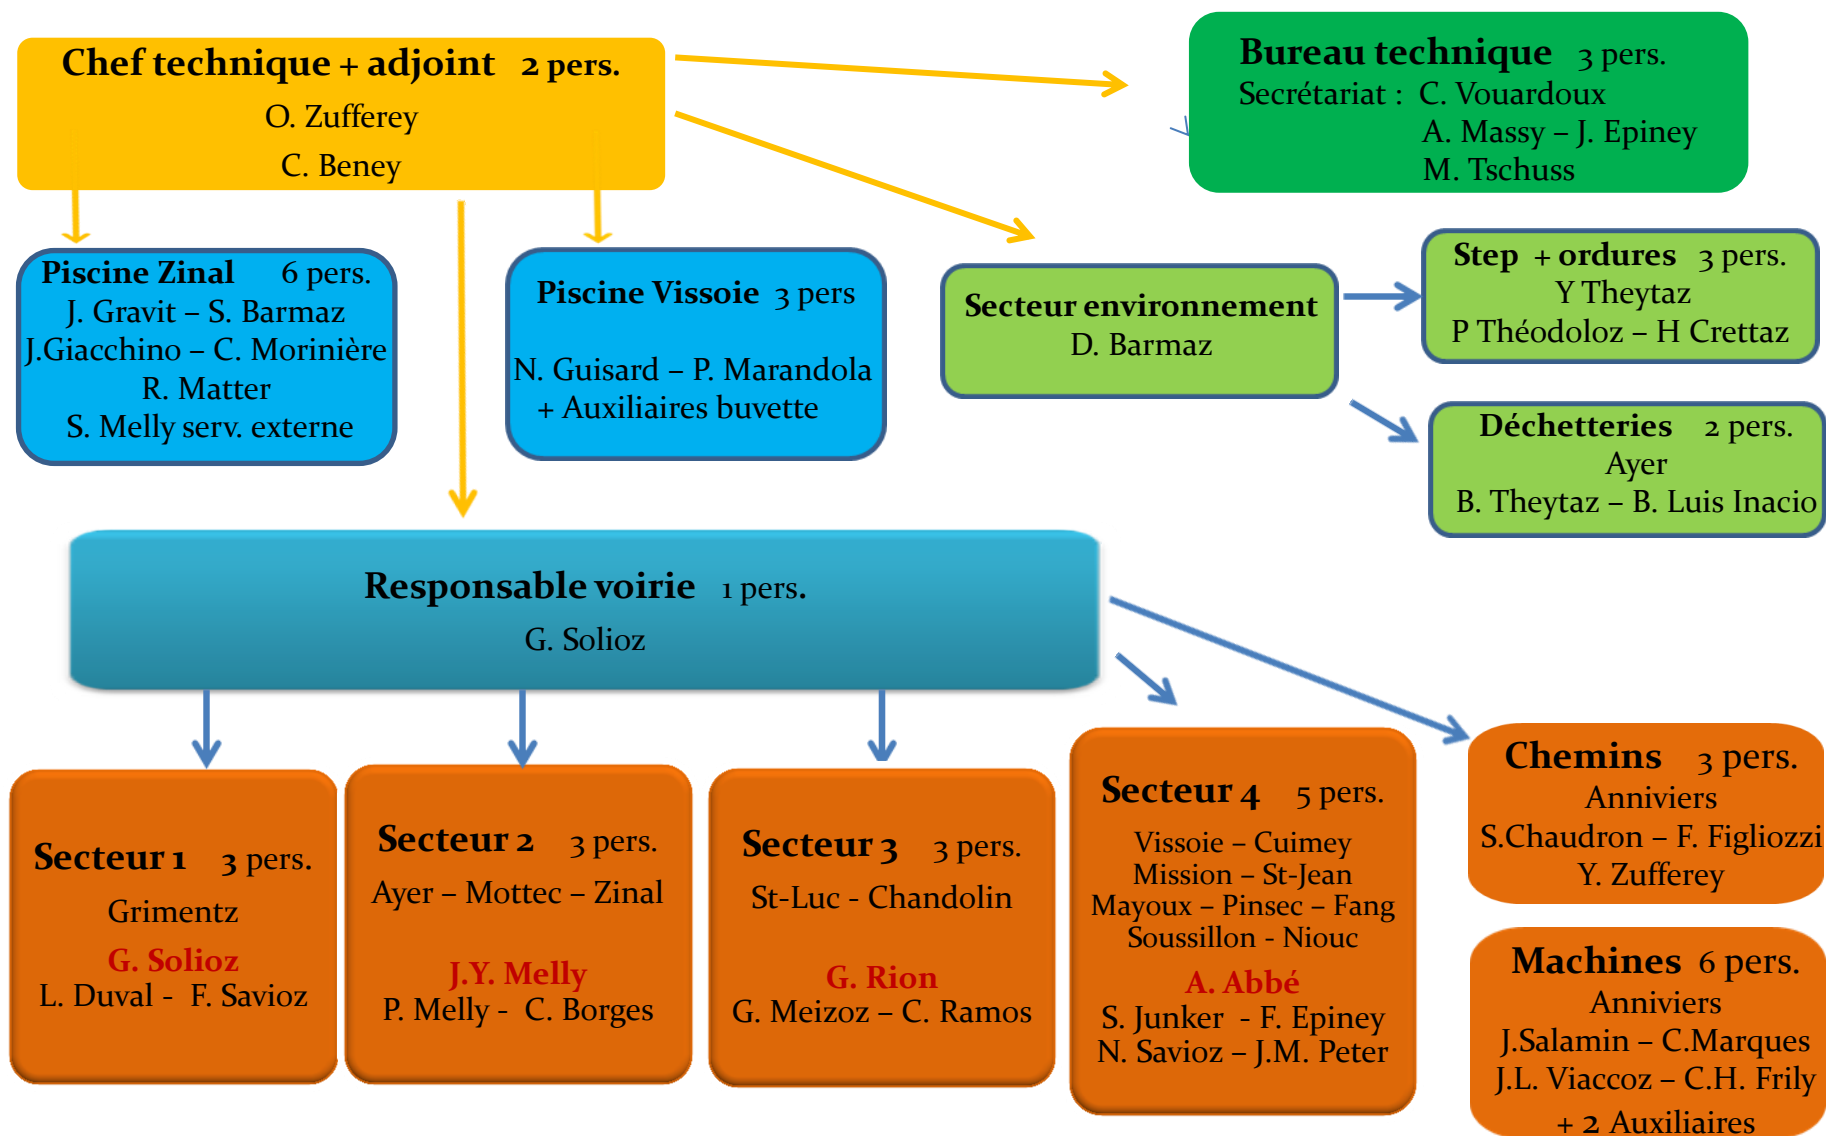 Chef technique + adjoint 2 pers.
O. Zufferey
C. Beney
Bureau technique 3 pers.
Secrétariat : C. Vouardoux
A. Massy – J. Epiney
M. Tschuss
Piscine Zinal 6 pers.
J. Gravit – S. Barmaz
J.Giacchino – C. Morinière
R. Matter
S. Melly serv. externe
Piscine Vissoie 3 pers
N. Guisard – P. Marandola
+ Auxiliaires buvette
Secteur environnement
D. Barmaz
Step + ordures 3 pers.
Y Theytaz
P Théodoloz – H Crettaz
Déchetteries 2 pers.
Ayer
B. Theytaz – B. Luis Inacio
Responsable voirie 1 pers.
G. Solioz
Secteur 1 3 pers.
Grimentz
G. Solioz
L. Duval - F. Savioz
Secteur 2 3 pers.
Ayer – Mottec – Zinal
J.Y. Melly
P. Melly - C. Borges
Secteur 3 3 pers.
St-Luc - Chandolin
G. Rion
G. Meizoz – C. Ramos
Secteur 4 5 pers.
Vissoie – Cuimey
Mission – St-Jean
Mayoux – Pinsec – Fang
Soussillon - Niouc
A. Abbé
S. Junker - F. Epiney
N. Savioz – J.M. Peter
Chemins 3 pers.
Anniviers
S.Chaudron – F. Figliozzi
Y. Zufferey
Machines 6 pers.
Anniviers
J.Salamin – C.Marques
J.L. Viaccoz – C.H. Frily
+ 2 Auxiliaires